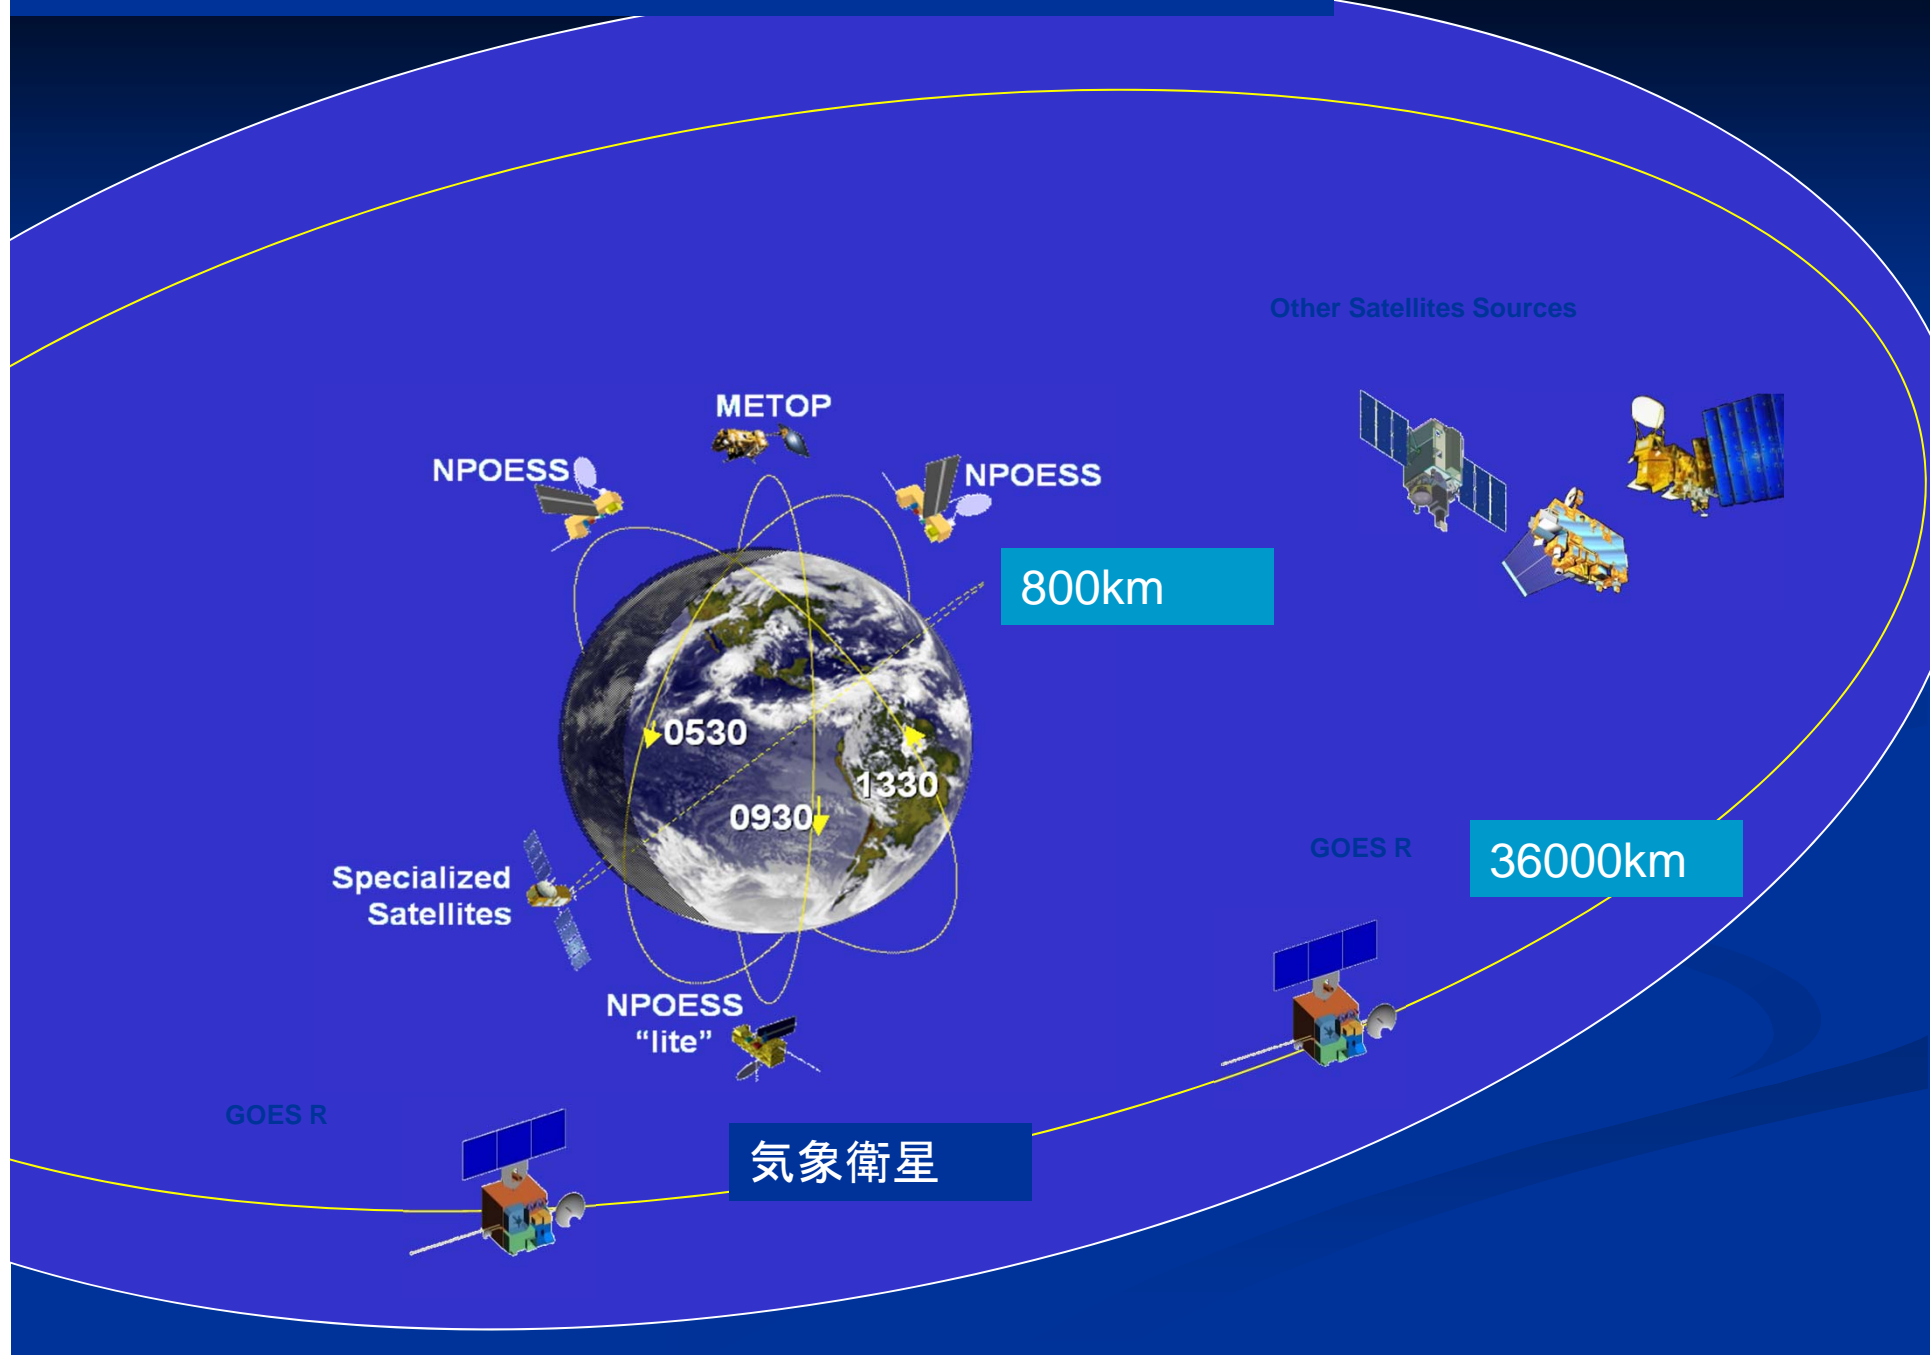 Other Satellites Sources
METOP
NPOESS
NPOESS
800km
0530
1330
0930
GOES R
36000km
Specialized
Satellites
NPOESS
“lite”
GOES R
気象衛星